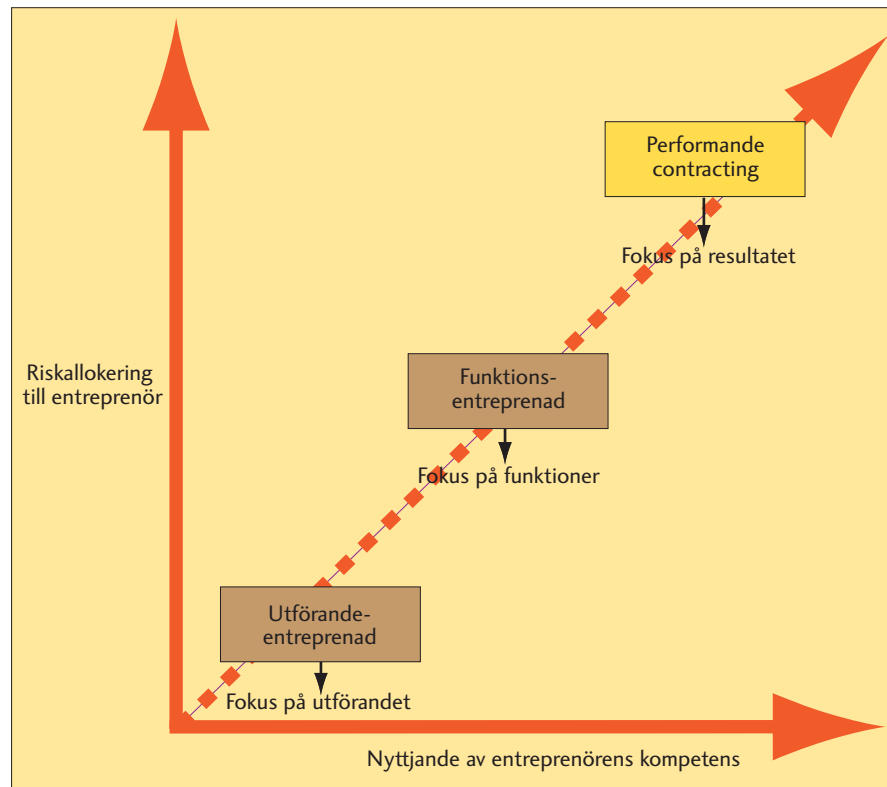 Performande
contracting
Fokus på resultatet
Riskallokering
till entreprenör
Funktions-
entreprenad
Fokus på funktioner
Utförande-
entreprenad
Fokus på utförandet
Nyttjande av entreprenörens kompetens